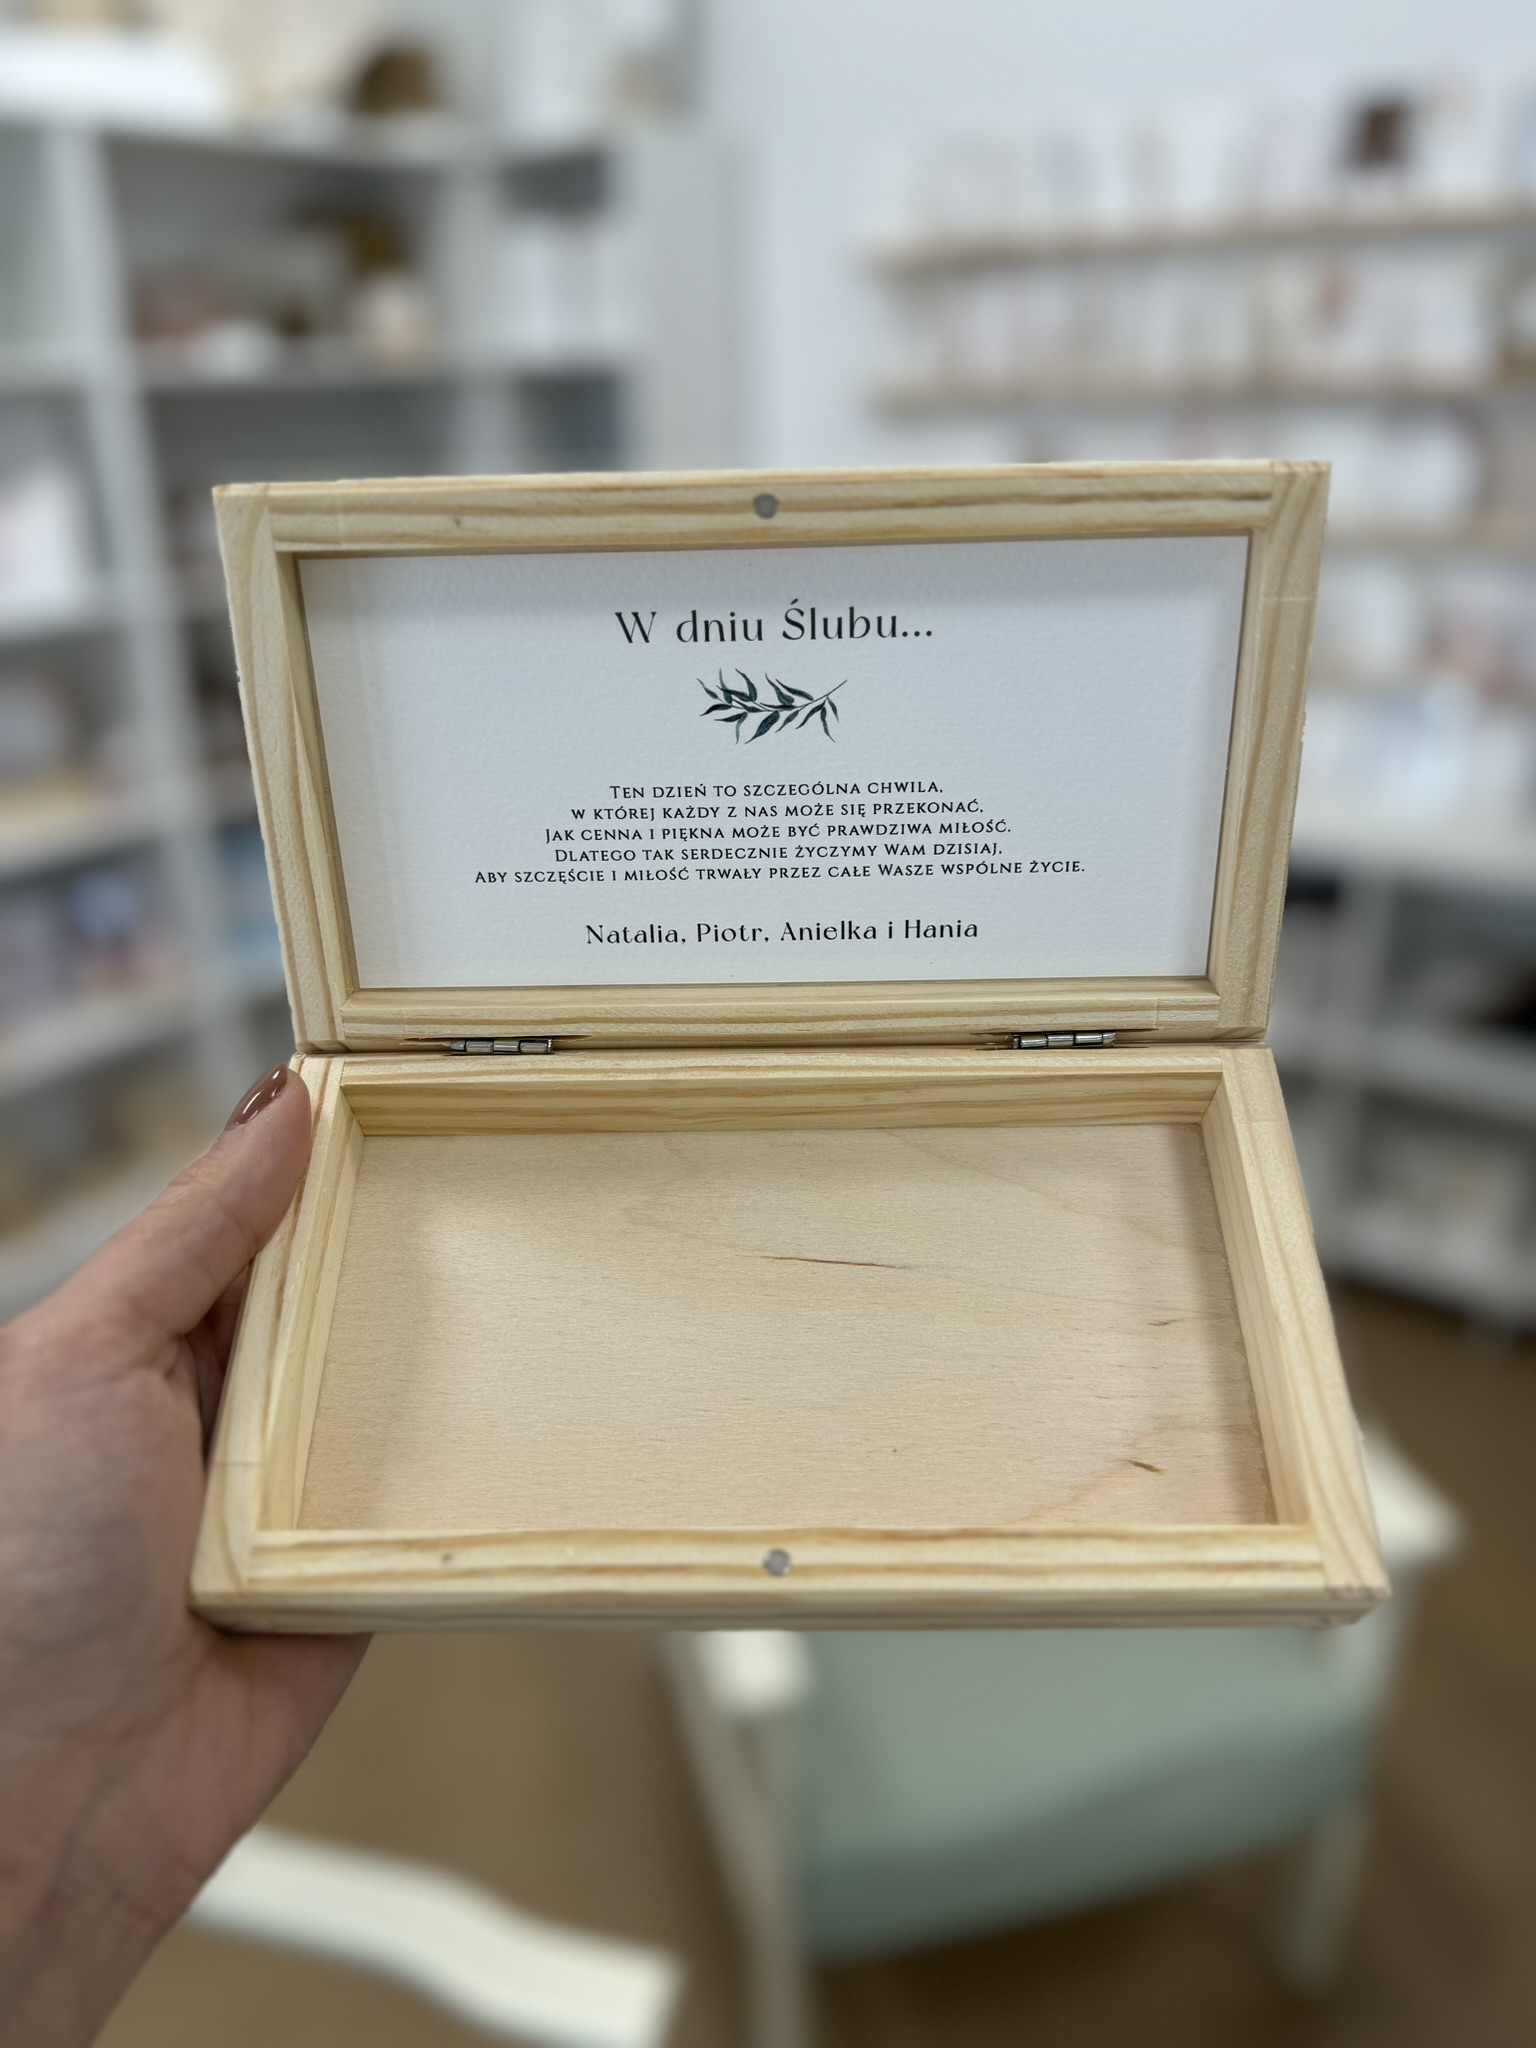 W dniu Ślubu...
Ten dzień to szczególna chwila,
w której każdy z nas może się przekonać,
jak cenna i piękna może być prawdziwa miłość.
Dlatego tak serdecznie życzymy Wam dzisiaj,
Aby szczęście i miłość trwały przez całe Wasze wspólne życie.
Natalia, Piotr, Anielka i Hania